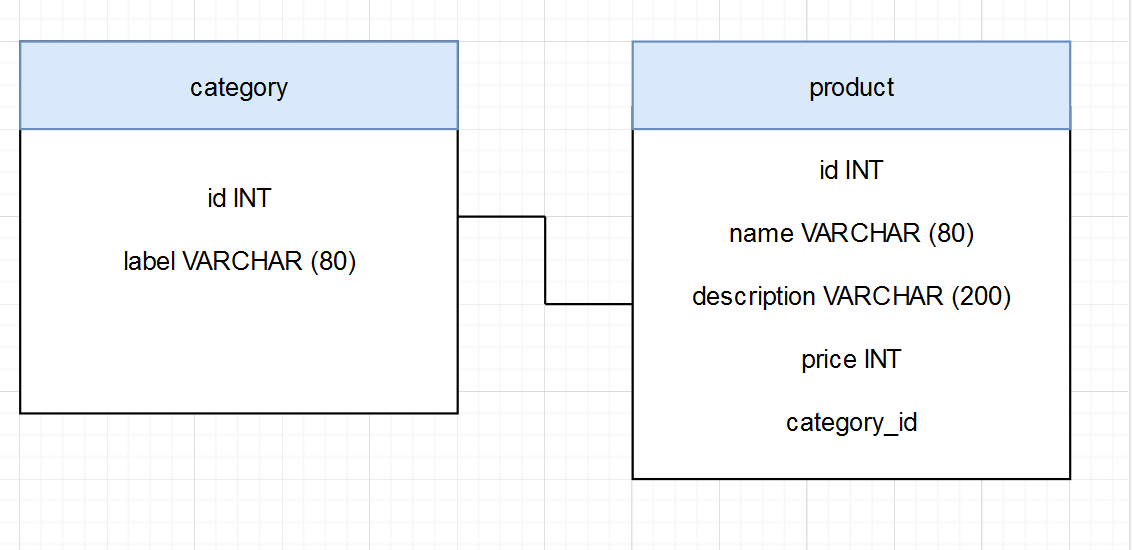 category
id INT
label VARCHAR (80)
product
id INT
name VARCHAR (80)
description VARCHAR (200)
price INT
category_id